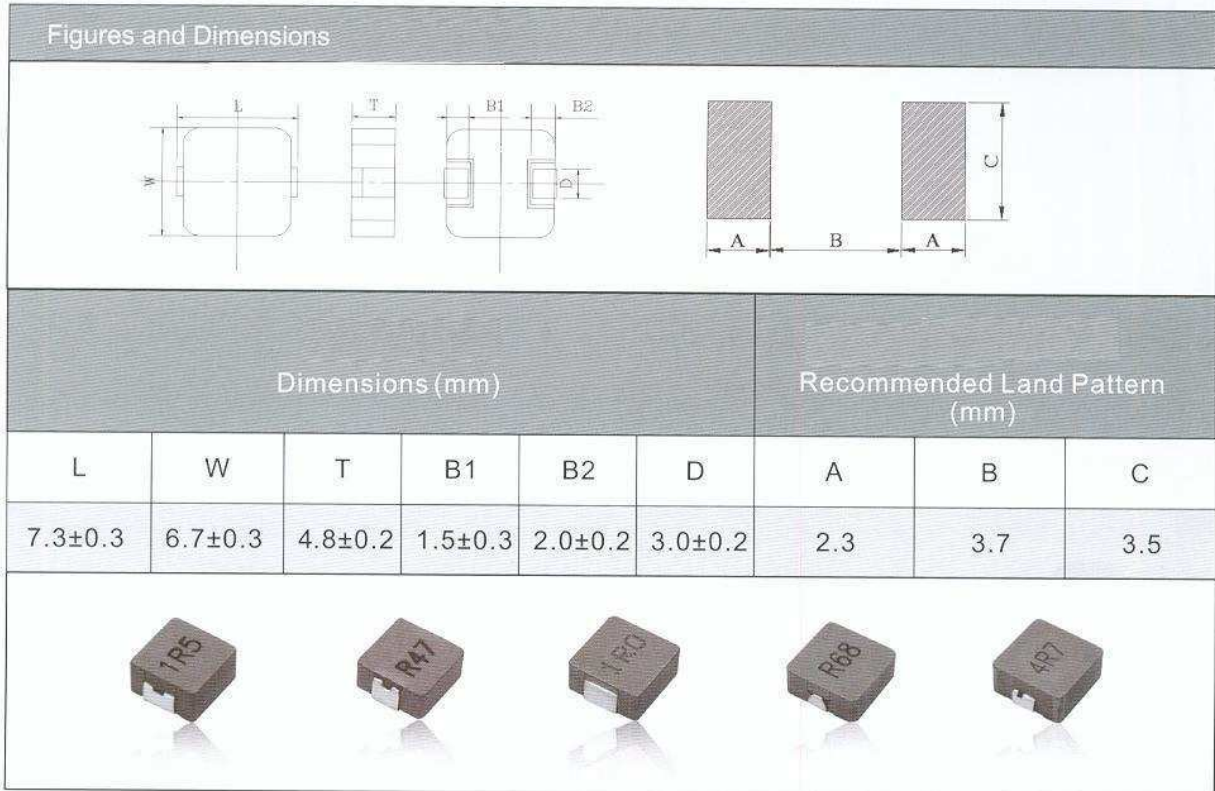 Figures and Dimensions
L
T
B1
B2
W
D
C
A
B
A
Dimensions (mm)
Recommended Land Pattern
(mm)
L W T B1 B2 D A B C
7.3±0.3 6.7±0.3 4.8±0.2 1.5±0.3 2.0±0.2 3.0±0.2 2.3 3.7 3.5
1R5
R47
1R0
R68
4R7